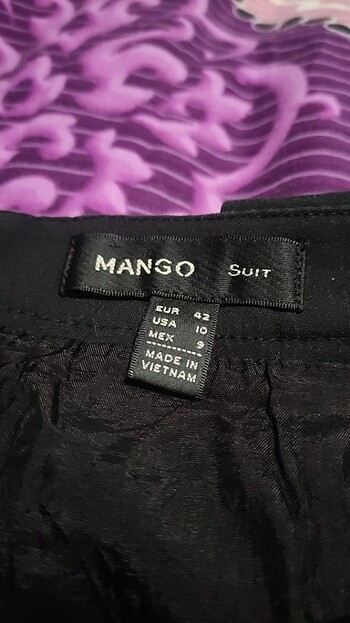 MANGO SUIT
EUR 42
USA 10
MEX 9
MADE IN
VIETNAM